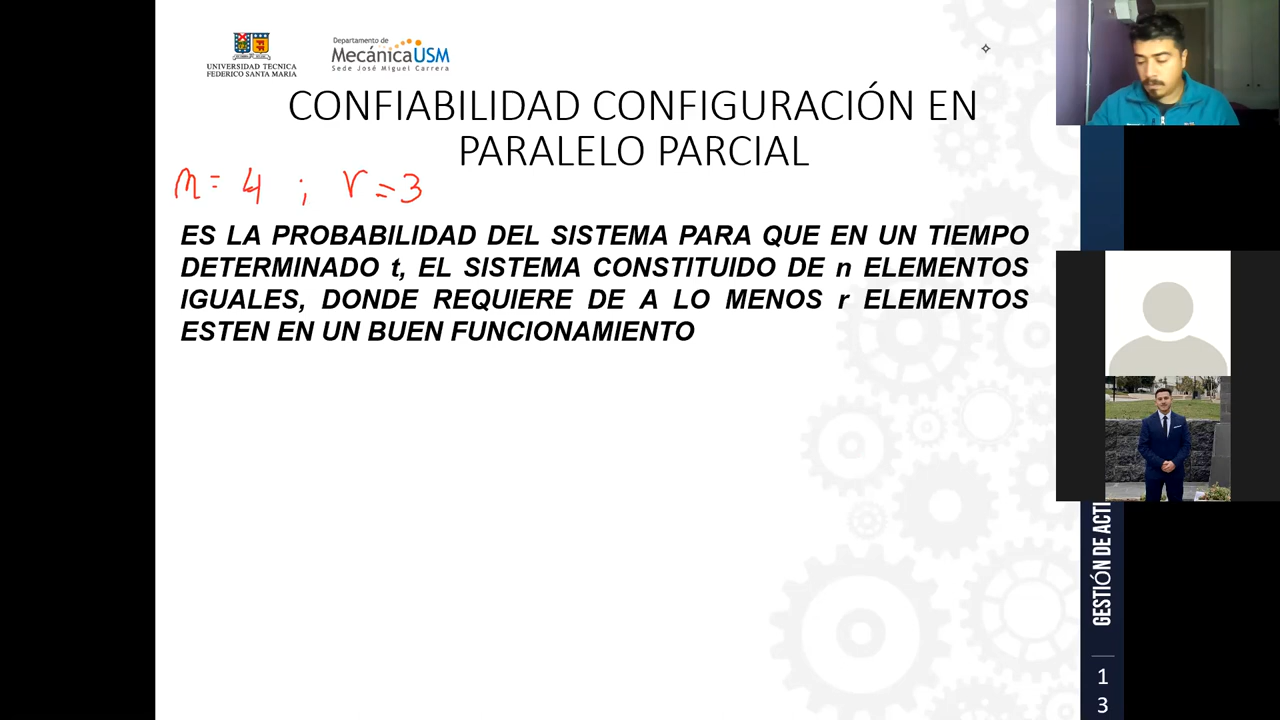 UNIVERSIDAD TECNICA
FEDERICO SANTA MARIA
Departamento de
MecánicaUSM
Sede José Miguel Carrera
CONFIABILIDAD CONFIGURACIÓN EN
PARALELO PARCIAL
n = 4 ; r = 3
ES LA PROBABILIDAD DEL SISTEMA PARA QUE EN UN TIEMPO
DETERMINADO t, EL SISTEMA CONSTITUIDO DE n ELEMENTOS
IGUALES, DONDE REQUIERE DE A LO MENOS r ELEMENTOS
ESTEN EN UN BUEN FUNCIONAMIENTO
GESTIÓN DE ACTI
1
3